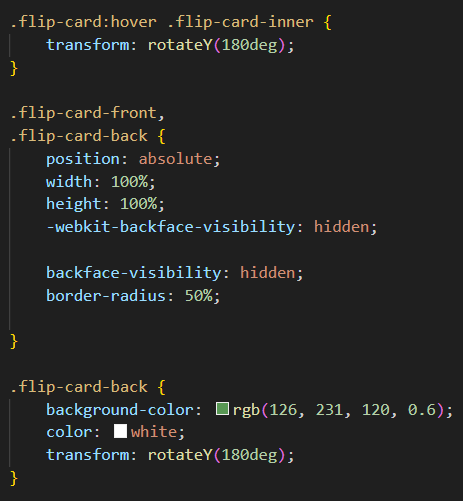 .flip-card:hover .flip-card-inner {
    transform: rotateY(180deg);
}

.flip-card-front,
.flip-card-back {
    position: absolute;
    width: 100%;
    height: 100%;
    -webkit-backface-visibility: hidden;

    backface-visibility: hidden;
    border-radius: 50%;

}

.flip-card-back {
    background-color: rgb(126, 231, 120, 0.6);
    color: white;
    transform: rotateY(180deg);
}